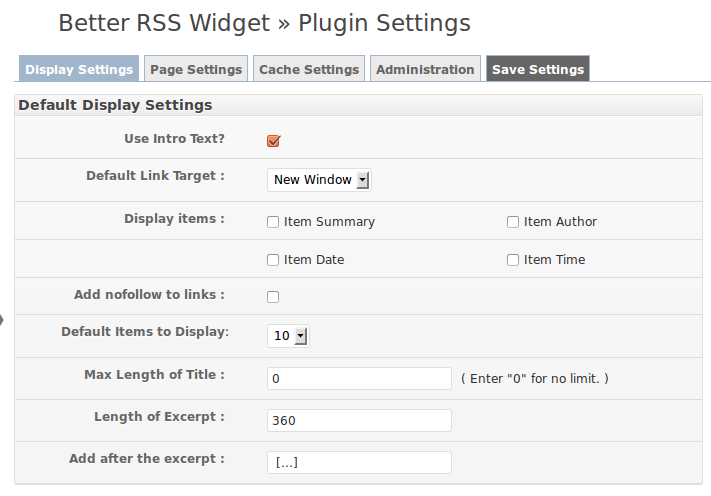 Better RSS Widget » Plugin Settings
Display Settings Page Settings Cache Settings Administration Save Settings
Default Display Settings
Use Intro Text?
Default Link Target : New Window
Display items : Item Summary Item Author
Item Date Item Time
Add nofollow to links :
Default Items to Display: 10
Max Length of Title : 0 ( Enter "0" for no limit. )
Length of Excerpt : 360
Add after the excerpt : [...]